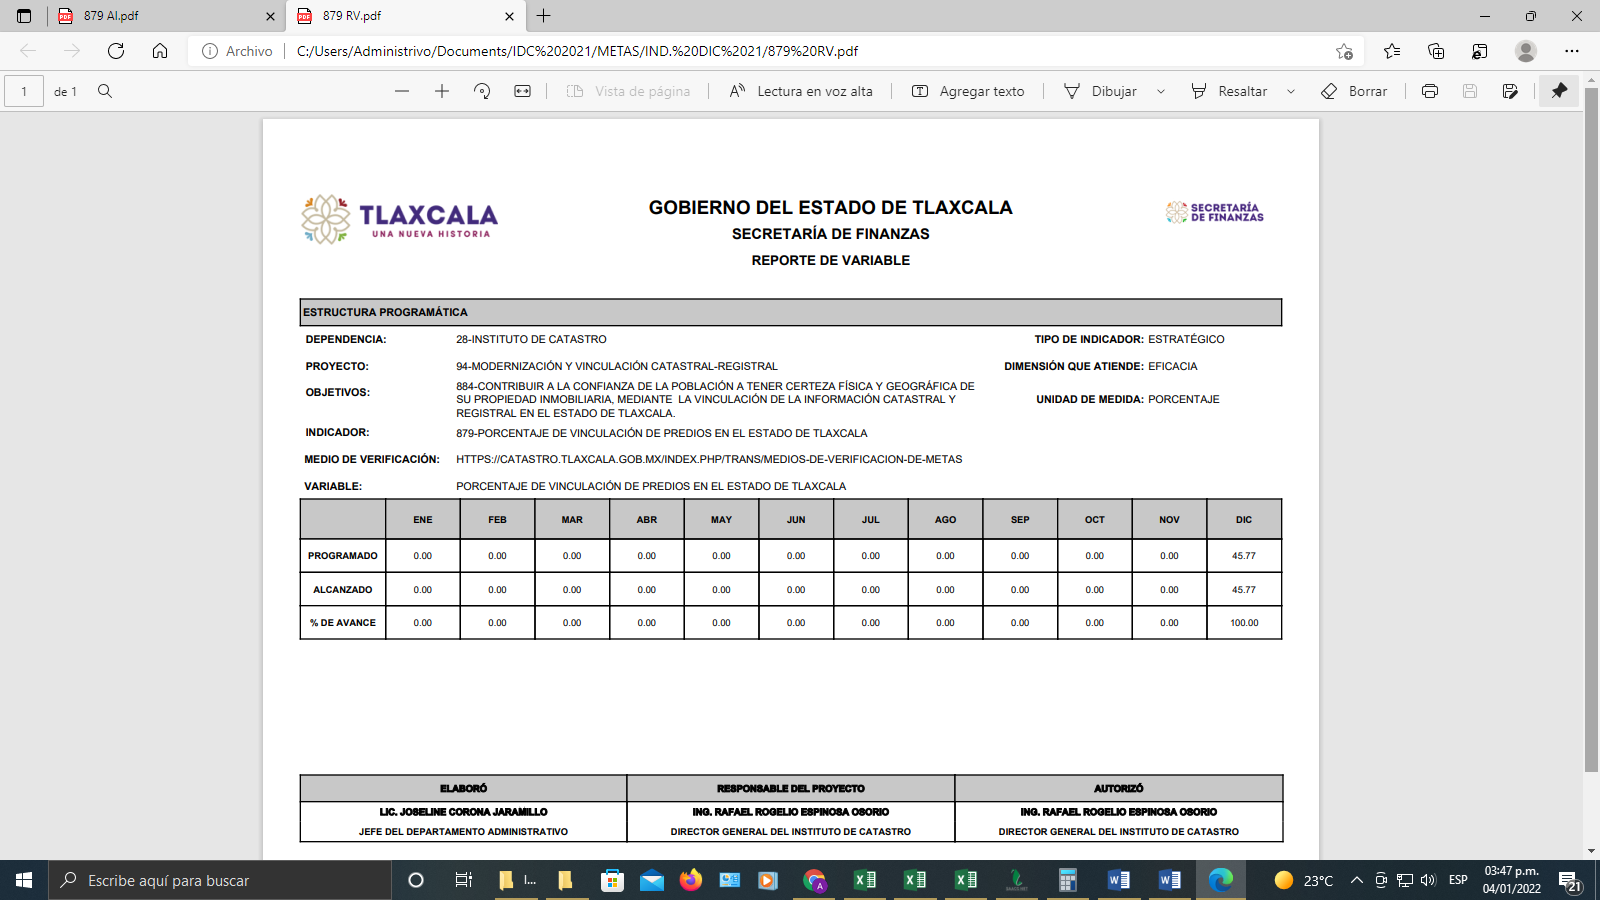 879 AI.pdf
879 RV.pdf
Archivo
C:/Users/Administrivo/Documents/IDC%202021/METAS/IND.%20DIC%2021/879%20RV.pdf
1
de 1
Vista de página
Lectura en voz alta
Agregar texto
Dibujar
Resaltar
Borrar
TLAXCALA
UNA NUEVA HISTORIA
GOBIERNO DEL ESTADO DE TLAXCALA
SECRETARÍA DE FINANZAS
REPORTE DE VARIABLE
SECRETARÍA
DE FINANZAS
ESTRUCTURA PROGRAMÁTICA
DEPENDENCIA: 28-INSTITUTO DE CATASTRO TIPO DE INDICADOR: ESTRATÉGICO
PROYECTO: 94-MODERNIZACIÓN Y VINCULACIÓN CATASTRAL-REGISTRAL DIMENSIÓN QUE ATIENDE: EFICACIA
OBJETIVOS: 884-CONTRIBUIR A LA CONFIANZA DE LA POBLACIÓN A TENER CERTEZA FÍSICA Y GEOGRÁFICA DE
SU PROPIEDAD INMOBILIARIA, MEDIANTE LA VINCULACIÓN DE LA INFORMACIÓN CATASTRAL Y
REGISTRAL EN EL ESTADO DE TLAXCALA.
UNIDAD DE MEDIDA: PORCENTAJE
INDICADOR: 879-PORCENTAJE DE VINCULACIÓN DE PREDIOS EN EL ESTADO DE TLAXCALA
MEDIO DE VERIFICACIÓN: HTTPS://CATASTRO.TLAXCALA.GOB.MX/INDEX.PHP/TRANS/MEDIOS-DE-VERIFICACION-DE-METAS
VARIABLE: PORCENTAJE DE VINCULACIÓN DE PREDIOS EN EL ESTADO DE TLAXCALA
ENE FEB MAR ABR MAY JUN JUL AGO SEP OCT NOV DIC
PROGRAMADO 0.00 0.00 0.00 0.00 0.00 0.00 0.00 0.00 0.00 0.00 0.00 45.77
ALCANZADO 0.00 0.00 0.00 0.00 0.00 0.00 0.00 0.00 0.00 0.00 0.00 45.77
% DE AVANCE 0.00 0.00 0.00 0.00 0.00 0.00 0.00 0.00 0.00 0.00 0.00 100.00
ELABORÓ RESPONSABLE DEL PROYECTO AUTORIZÓ
LIC. JOSELINE CORONA JARAMILLO ING. RAFAEL ROGELIO ESPINOSA OSORIO ING. RAFAEL ROGELIO ESPINOSA OSORIO
JEFE DEL DEPARTAMENTO ADMINISTRATIVO DIRECTOR GENERAL DEL INSTITUTO DE CATASTRO DIRECTOR GENERAL DEL INSTITUTO DE CATASTRO
Escribe aquí para buscar
I...
A
23°C
ESP
03:47 p.m.
04/01/2022
21